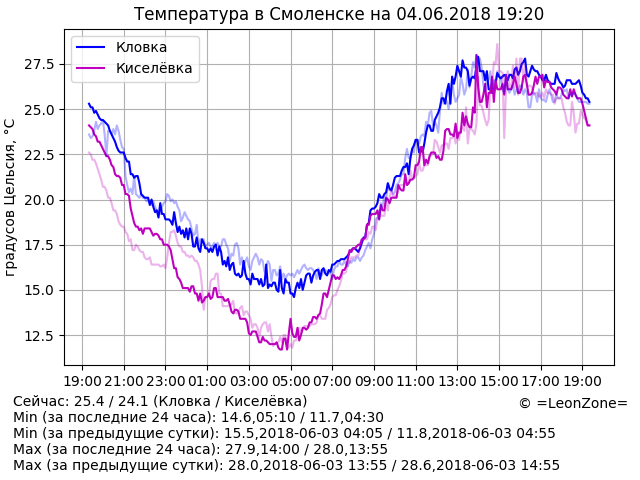 Температура в Смоленске на 04.06.2018 19:20
Кловка
Киселёвка
градусов Цельсия, °C
27.5
25.0
22.5
20.0
17.5
15.0
12.5
19:00 21:00 23:00 01:00 03:00 05:00 07:00 09:00 11:00 13:00 15:00 17:00 19:00
© =LeonZone=
Сейчас: 25.4 / 24.1 (Кловка / Киселёвка)
Min (за последние 24 часа): 14.6,05:10 / 11.7,04:30
Min (за предыдущие сутки): 15.5,2018-06-03 04:05 / 11.8,2018-06-03 04:55
Max (за последние 24 часа): 27.9,14:00 / 28.0,13:55
Max (за предыдущие сутки): 28.0,2018-06-03 13:55 / 28.6,2018-06-03 14:55